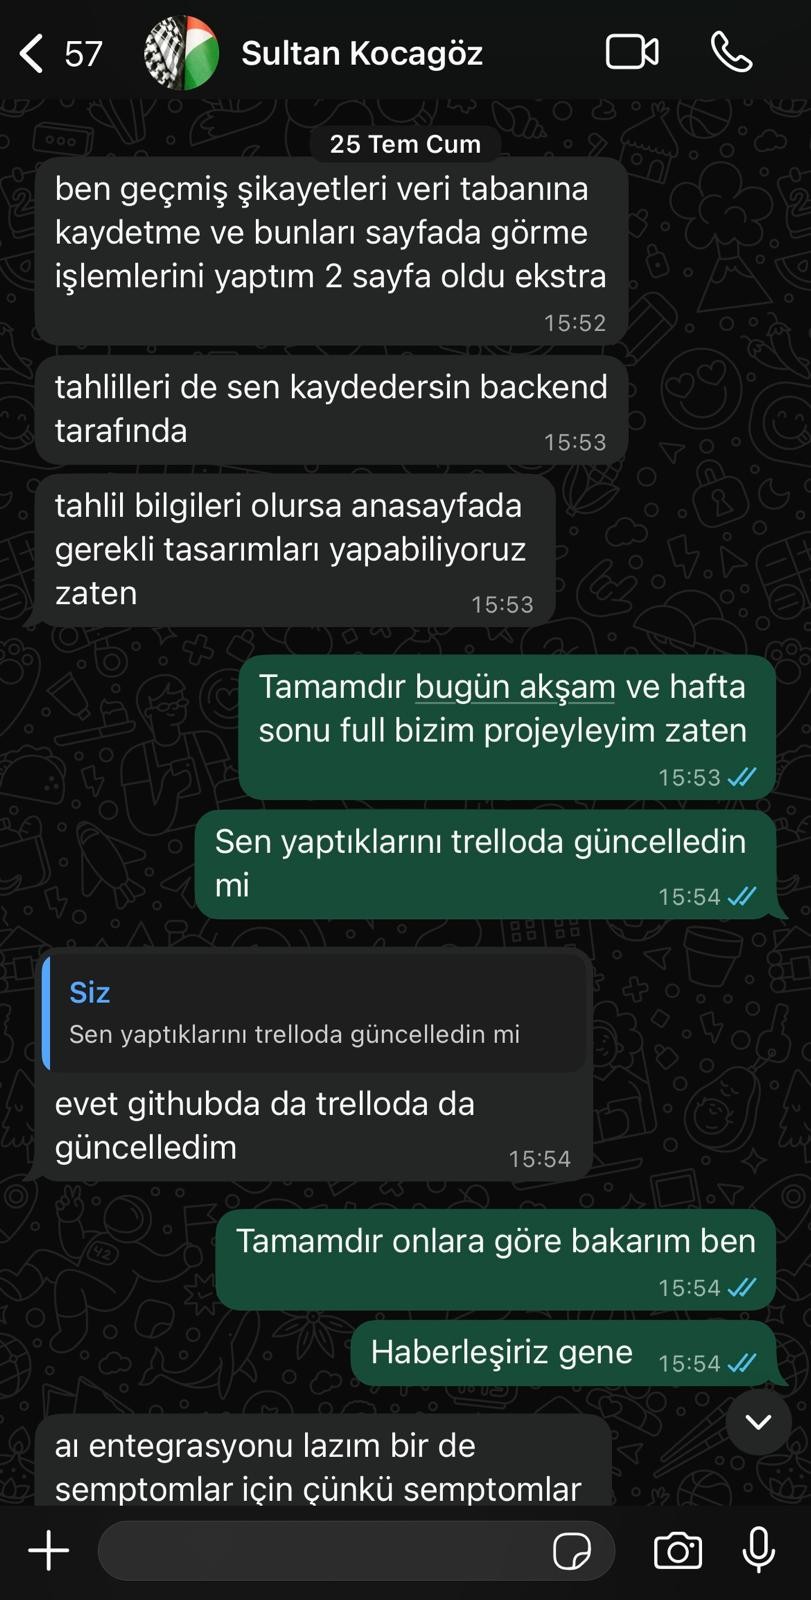 57
Sultan Kocagöz
25 Tem Cum
ben geçmiş şikayetleri veri tabanına
kaydetme ve bunları sayfada görme
işlemlerini yaptım 2 sayfa oldu ekstra
15:52
tahlilleri de sen kaydedersin backend
tarafında
15:53
tahlil bilgileri olursa anasayfada
gerekli tasarımları yapabiliyoruz
zaten
15:53
Tamamdır bugün akşam ve hafta
sonu full bizim projeyleyim zaten
15:53
Sen yaptıklarını trelloda güncelledin
mi
15:54
Siz
Sen yaptıklarını trelloda güncelledin mi
evet githubda da trelloda da
güncelledim
15:54
Tamamdır onlara göre bakarım ben
15:54
Haberleşiriz gene
15:54
aı entegrasyonu lazım bir de
semptomlar için çünkü semptomlar